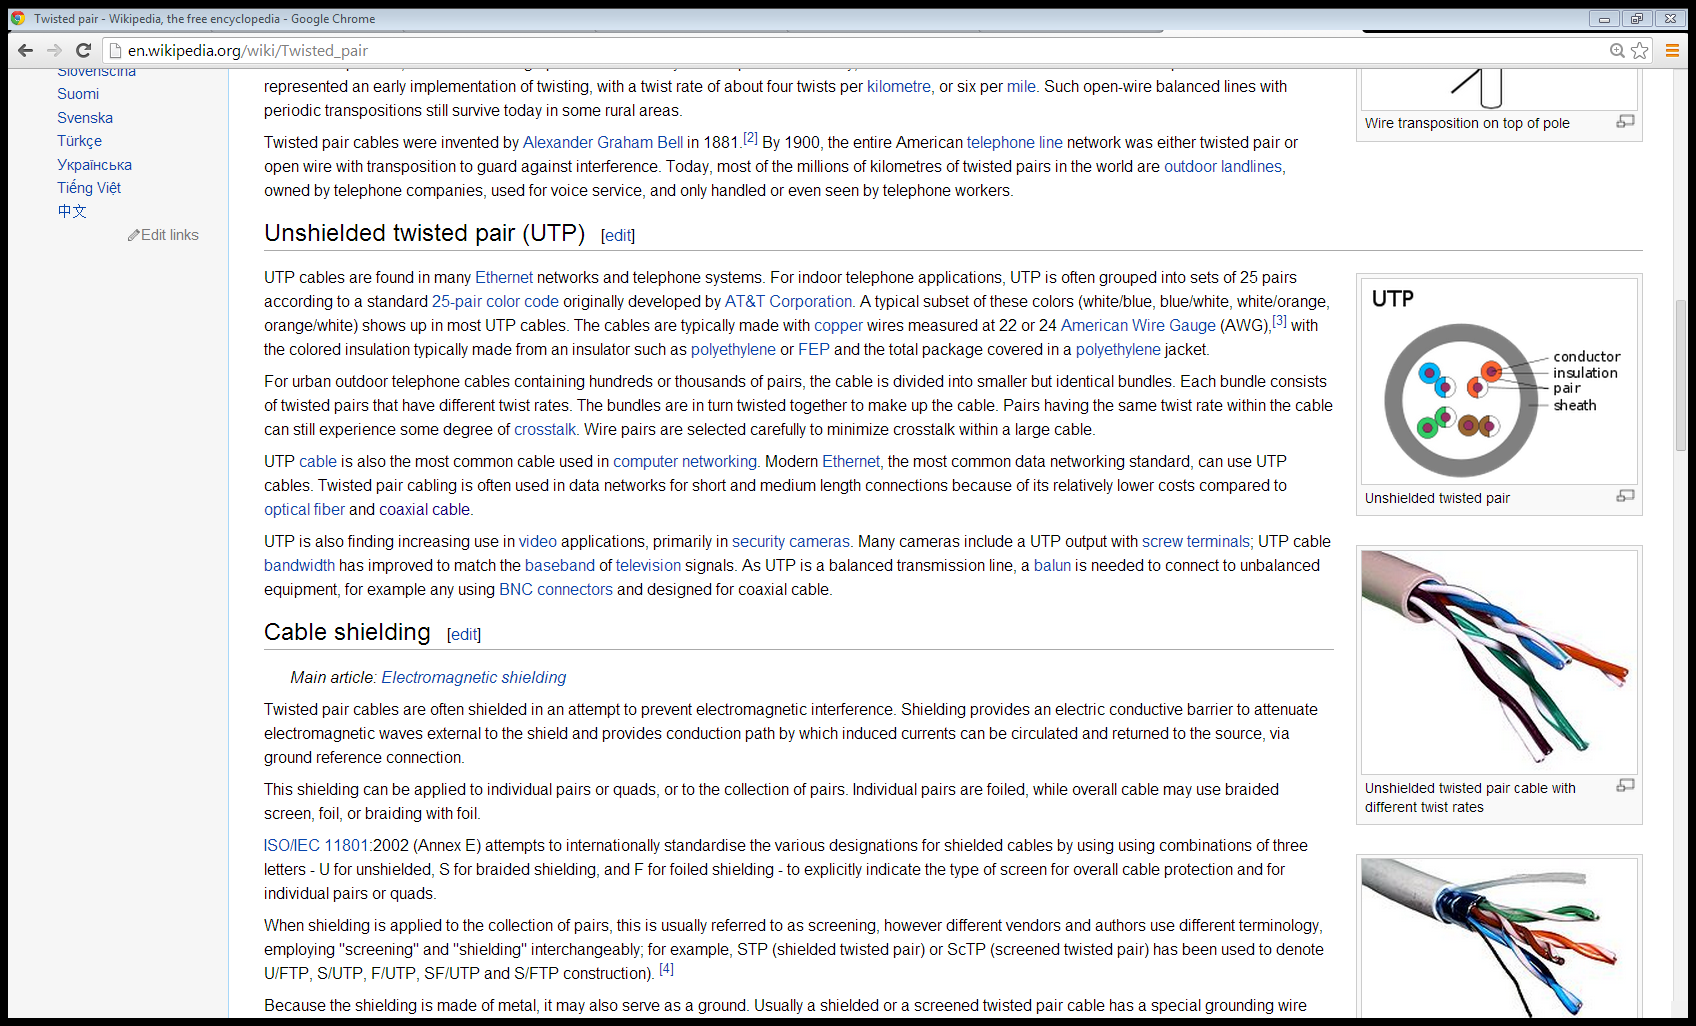 Twisted pair - Wikipedia, the free encyclopedia - Google Chrome
en.wikipedia.org/wiki/Twisted_pair
Slovenščina
Suomi
Svenska
Türkçe
Українська
Tiếng Việt
中文
Edit links
represented an early implementation of twisting, with a twist rate of about four twists per kilometre, or six per mile. Such open-wire balanced lines with
periodic transpositions still survive today in some rural areas.
Twisted pair cables were invented by Alexander Graham Bell in 1881.[2] By 1900, the entire American telephone line network was either twisted pair or
open wire with transposition to guard against interference. Today, most of the millions of kilometres of twisted pairs in the world are outdoor landlines,
owned by telephone companies, used for voice service, and only handled or even seen by telephone workers.
Wire transposition on top of pole
Unshielded twisted pair (UTP) [edit]
UTP cables are found in many Ethernet networks and telephone systems. For indoor telephone applications, UTP is often grouped into sets of 25 pairs
according to a standard 25-pair color code originally developed by AT&T Corporation. A typical subset of these colors (white/blue, blue/white, white/orange,
orange/white) shows up in most UTP cables. The cables are typically made with copper wires measured at 22 or 24 American Wire Gauge (AWG),[3] with
the colored insulation typically made from an insulator such as polyethylene or FEP and the total package covered in a polyethylene jacket.
For urban outdoor telephone cables containing hundreds or thousands of pairs, the cable is divided into smaller but identical bundles. Each bundle consists
of twisted pairs that have different twist rates. The bundles are in turn twisted together to make up the cable. Pairs having the same twist rate within the cable
can still experience some degree of crosstalk. Wire pairs are selected carefully to minimize crosstalk within a large cable.
UTP cable is also the most common cable used in computer networking. Modern Ethernet, the most common data networking standard, can use UTP
cables. Twisted pair cabling is often used in data networks for short and medium length connections because of its relatively lower costs compared to
optical fiber and coaxial cable.
UTP is also finding increasing use in video applications, primarily in security cameras. Many cameras include a UTP output with screw terminals; UTP cable
bandwidth has improved to match the baseband of television signals. As UTP is a balanced transmission line, a balun is needed to connect to unbalanced
equipment, for example any using BNC connectors and designed for coaxial cable.
UTP
conductor
insulation
pair
sheath
Unshielded twisted pair
Unshielded twisted pair cable with
different twist rates
Cable shielding [edit]
Main article: Electromagnetic shielding
Twisted pair cables are often shielded in an attempt to prevent electromagnetic interference. Shielding provides an electric conductive barrier to attenuate
electromagnetic waves external to the shield and provides conduction path by which induced currents can be circulated and returned to the source, via
ground reference connection.
This shielding can be applied to individual pairs or quads, or to the collection of pairs. Individual pairs are foiled, while overall cable may use braided
screen, foil, or braiding with foil.
ISO/IEC 11801:2002 (Annex E) attempts to internationally standardise the various designations for shielded cables by using using combinations of three
letters - U for unshielded, S for braided shielding, and F for foiled shielding - to explicitly indicate the type of screen for overall cable protection and for
individual pairs or quads.
When shielding is applied to the collection of pairs, this is usually referred to as screening, however different vendors and authors use different terminology,
employing "screening" and "shielding" interchangeably; for example, STP (shielded twisted pair) or ScTP (screened twisted pair) has been used to denote
U/FTP, S/UTP, F/UTP, SF/UTP and S/FTP construction). [4]
Because the shielding is made of metal, it may also serve as a ground. Usually a shielded or a screened twisted pair cable has a special grounding wire